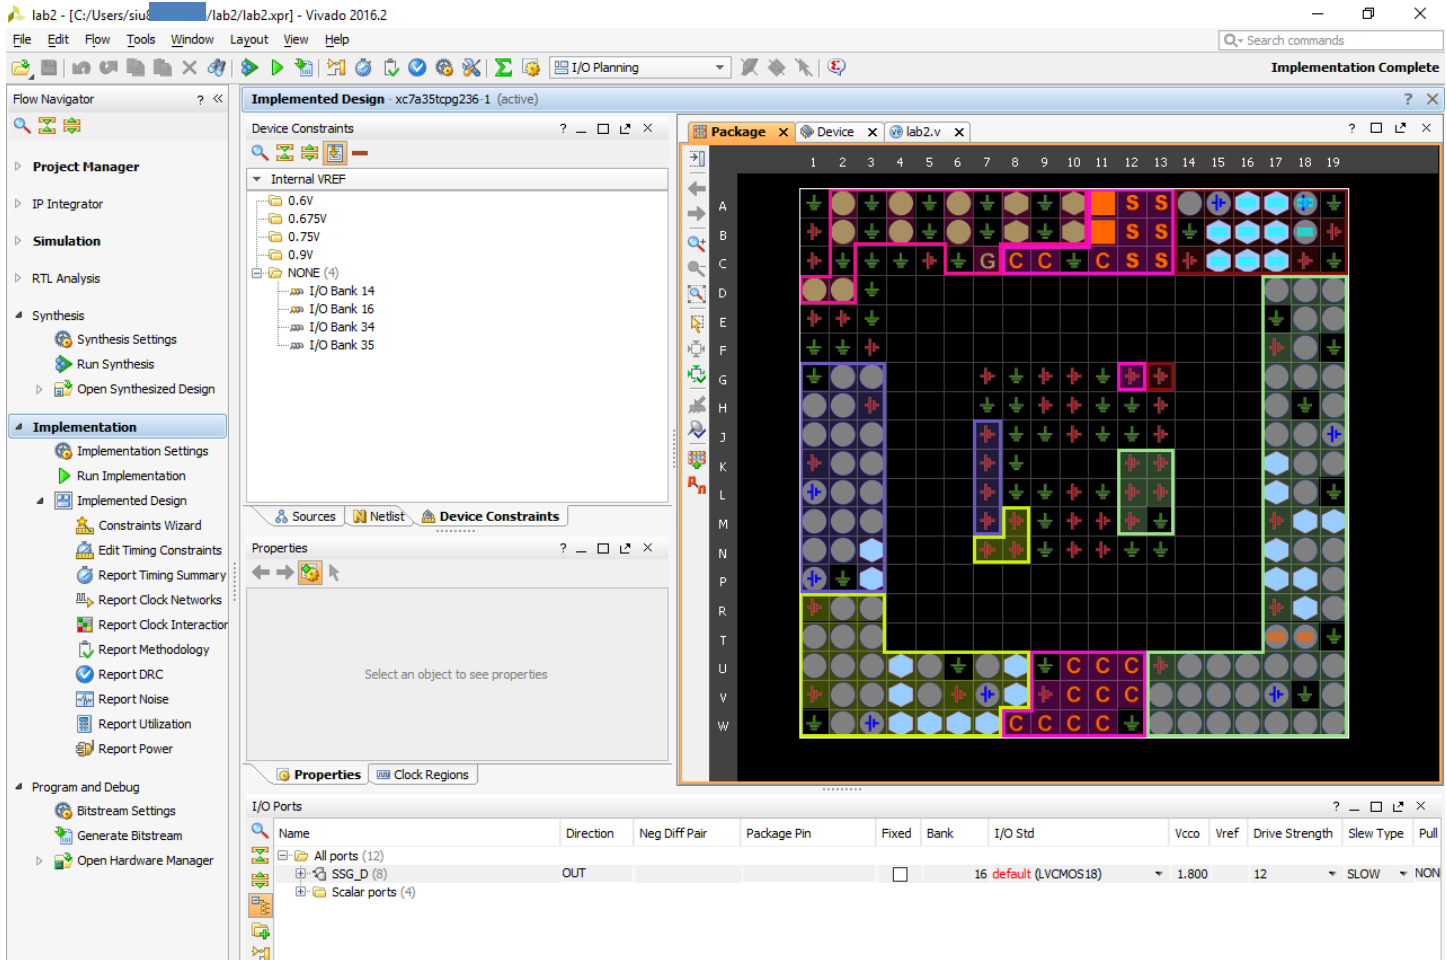 lab2 - [C:/Users/siu8 /lab2/lab2.xpr] - Vivado 2016.2
File Edit Flow Tools Window Layout View Help
Search commands
I/O Planning
Implementation Complete
Flow Navigator
Project Manager
IP Integrator
Simulation
RTL Analysis
Synthesis
Synthesis Settings
Run Synthesis
Open Synthesized Design
Implementation
Implementation Settings
Run Implementation
Implemented Design
Constraints Wizard
Edit Timing Constraints
Report Timing Summary
Report Clock Networks
Report Clock Interaction
Report Methodology
Report DRC
Report Noise
Report Utilization
Report Power
Program and Debug
Bitstream Settings
Generate Bitstream
Open Hardware Manager
Implemented Design - xc7a35tcpg236-1 (active)
Device Constraints
Internal VREF
0.6V
0.675V
0.75V
0.9V
NONE (4)
I/O Bank 14
I/O Bank 16
I/O Bank 34
I/O Bank 35
Sources Netlist Device Constraints
Properties
Select an object to see properties
Properties Clock Regions
Package Device lab2.v
1 2 3 4 5 6 7 8 9 10 11 12 13 14 15 16 17 18 19
A S S
B S S
C G C C C S S
D
E
F
G
H
J
K
L
M
N
P
R
T
U C C C
V C C C
W C C C C
I/O Ports
Name Direction Neg Diff Pair Package Pin Fixed Bank I/O Std Vcco Vref Drive Strength Slew Type Pull
All ports (12)
SSG_D (8) OUT 16 default (LVCMOS18) 1.800 12 SLOW NON
Scalar ports (4)